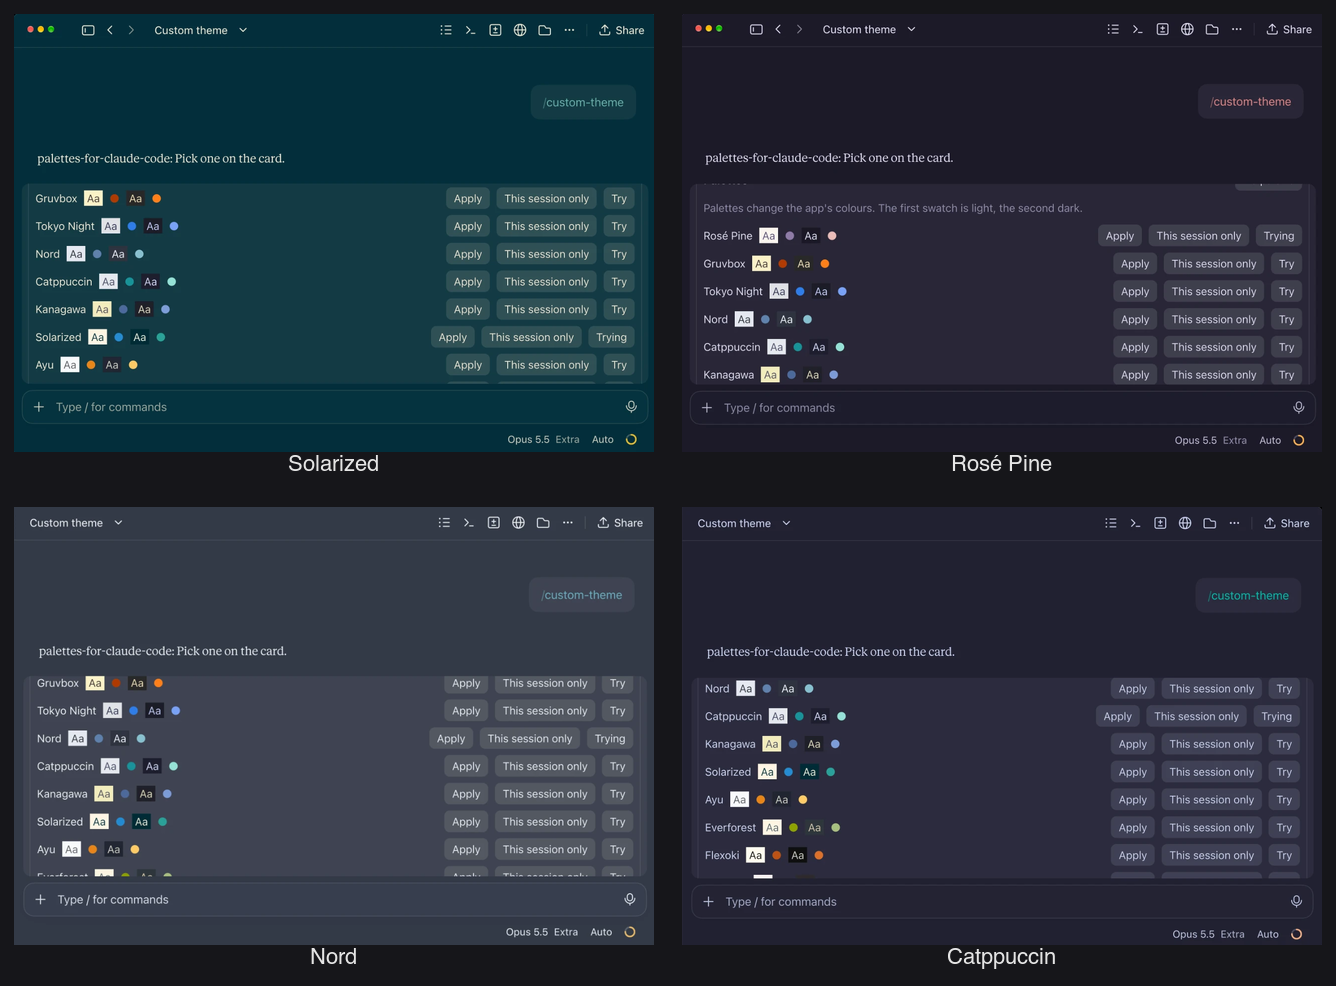 Custom theme
Share
/custom-theme
palettes-for-claude-code: Pick one on the card.
Gruvbox Aa Aa Apply This session only Try
Tokyo Night Aa Aa Apply This session only Try
Nord Aa Aa Apply This session only Try
Catppuccin Aa Aa Apply This session only Try
Kanagawa Aa Aa Apply This session only Try
Solarized Aa Aa Apply This session only Trying
Ayu Aa Aa Apply This session only Try
Type / for commands
Opus 5.5 Extra Auto
Solarized
Custom theme
Share
/custom-theme
palettes-for-claude-code: Pick one on the card.
Palettes change the app's colours. The first swatch is light, the second dark.
Rosé Pine Aa Aa Apply This session only Trying
Gruvbox Aa Aa Apply This session only Try
Tokyo Night Aa Aa Apply This session only Try
Nord Aa Aa Apply This session only Try
Catppuccin Aa Aa Apply This session only Try
Kanagawa Aa Aa Apply This session only Try
Type / for commands
Opus 5.5 Extra Auto
Rosé Pine
Custom theme
Share
/custom-theme
palettes-for-claude-code: Pick one on the card.
Gruvbox Aa Aa Apply This session only Try
Tokyo Night Aa Aa Apply This session only Try
Nord Aa Aa Apply This session only Trying
Catppuccin Aa Aa Apply This session only Try
Kanagawa Aa Aa Apply This session only Try
Solarized Aa Aa Apply This session only Try
Ayu Aa Aa Apply This session only Try
Everforest Aa Aa Apply This session only Try
Type / for commands
Opus 5.5 Extra Auto
Nord
Custom theme
Share
/custom-theme
palettes-for-claude-code: Pick one on the card.
Nord Aa Aa Apply This session only Try
Catppuccin Aa Aa Apply This session only Trying
Kanagawa Aa Aa Apply This session only Try
Solarized Aa Aa Apply This session only Try
Ayu Aa Aa Apply This session only Try
Everforest Aa Aa Apply This session only Try
Flexoki Aa Aa Apply This session only Try
Type / for commands
Opus 5.5 Extra Auto
Catppuccin